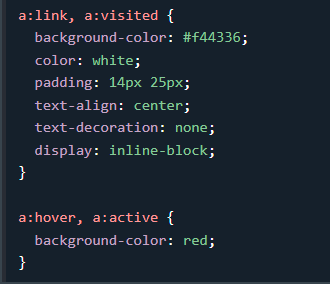 a:link, a:visited {
  background-color: #f44336;
  color: white;
  padding: 14px 25px;
  text-align: center;
  text-decoration: none;
  display: inline-block;
}

a:hover, a:active {
  background-color: red;
}